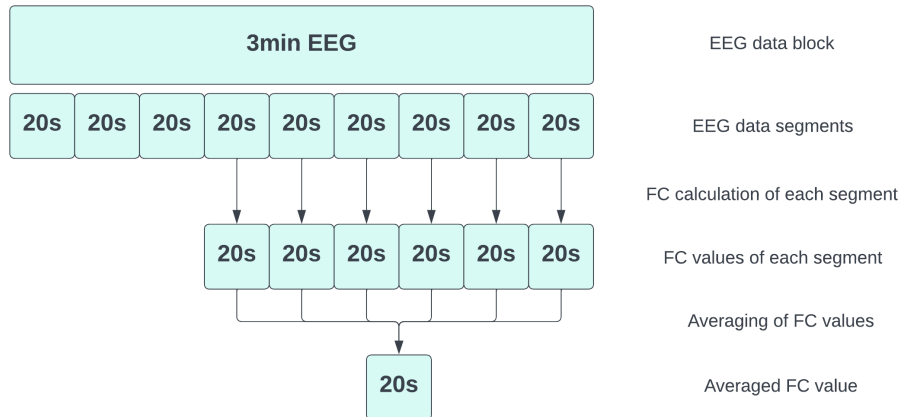 3min EEG EEG data block
20s 20s 20s 20s 20s 20s 20s 20s 20s EEG data segments
FC calculation of each segment
20s 20s 20s 20s 20s 20s FC values of each segment
Averaging of FC values
20s Averaged FC value